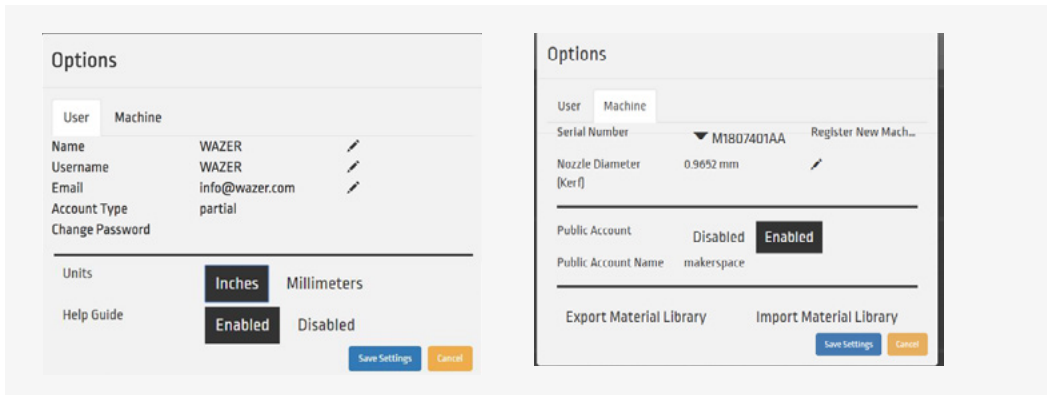 Options
User Machine
Name WAZER
Username WAZER
Email info@wazer.com
Account Type partial
Change Password
Units Inches Millimeters
Help Guide Enabled Disabled
Save Settings Cancel
Options
User Machine
Serial Number M1807401AA Register New Mach...
Nozzle Diameter 0.9652 mm
(Kerf)
Public Account Disabled Enabled
Public Account Name makerspace
Export Material Library Import Material Library
Save Settings Cancel